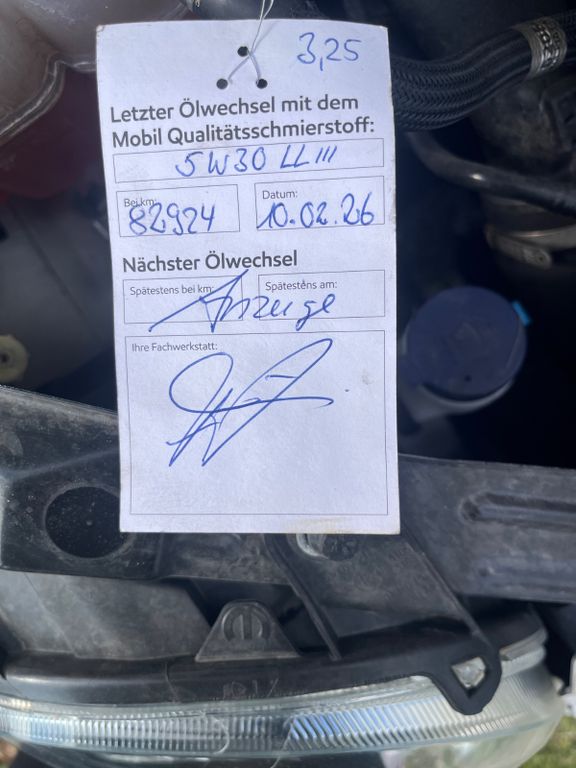 3,25
Letzter Ölwechsel mit dem
Mobil Qualitätsschmierstoff:
5W30 LL III
Bei km: Datum:
82924 10.02.26
Nächster Ölwechsel
Spätestens bei km: Spätestens am:
Anzeige
Ihre Fachwerkstatt: